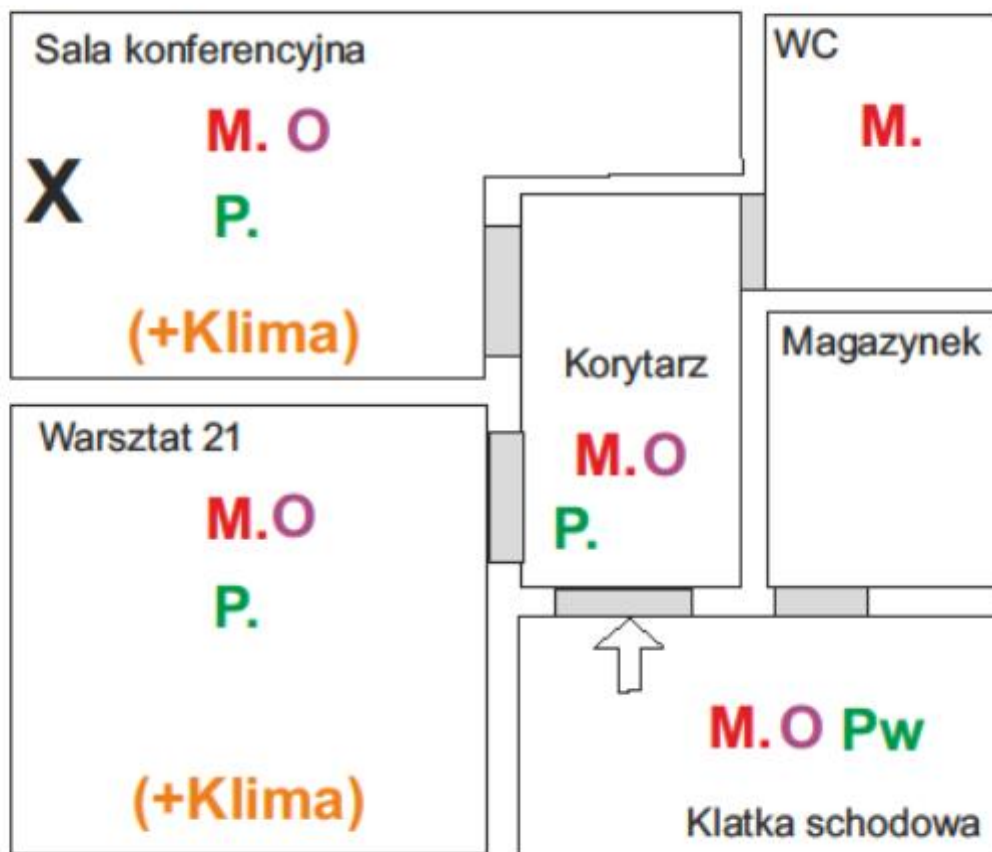 Sala konferencyjna
M. O
X
P.
(+Klima)
WC
M.
Korytarz
M.O
P.
Magazynek
Warsztat 21
M.O
P.
(+Klima)
M.O Pw
Klatka schodowa